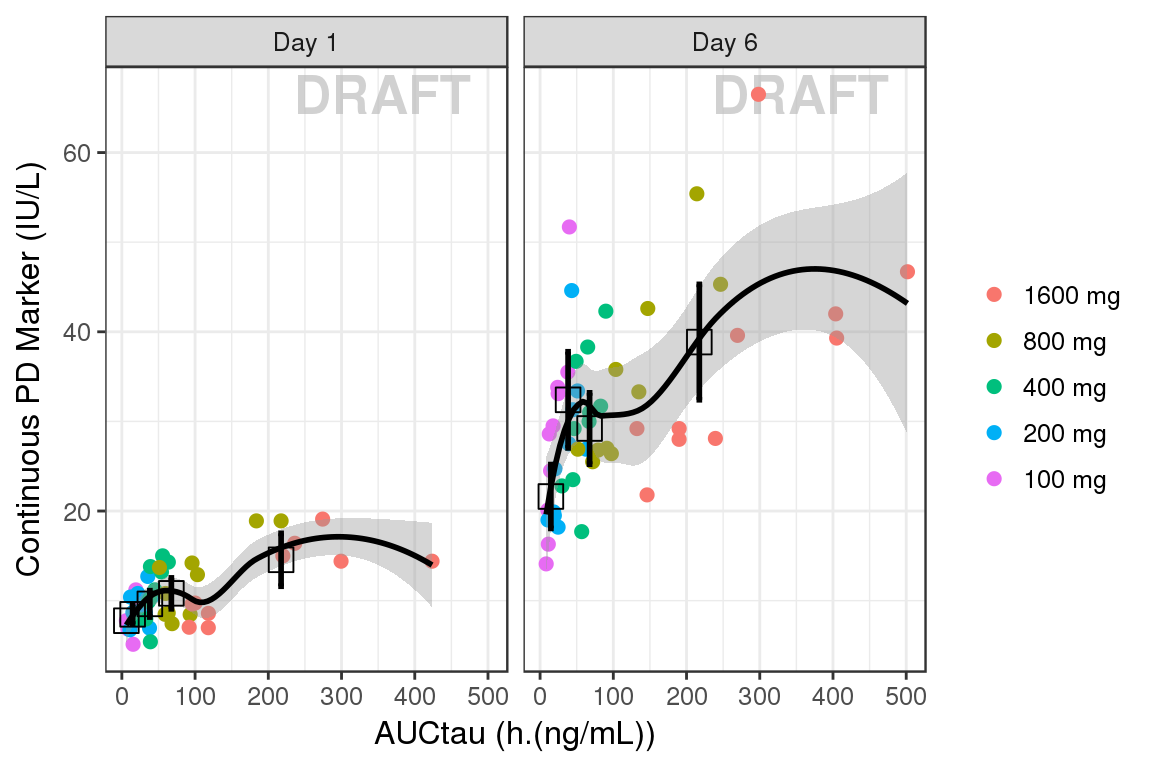 Day 1
Day 6
DRAFT
DRAFT
Continuous PD Marker (IU/L)
60
40
20
0 100 200 300 400 500
0 100 200 300 400 500
AUCtau (h.(ng/mL))
1600 mg
800 mg
400 mg
200 mg
100 mg